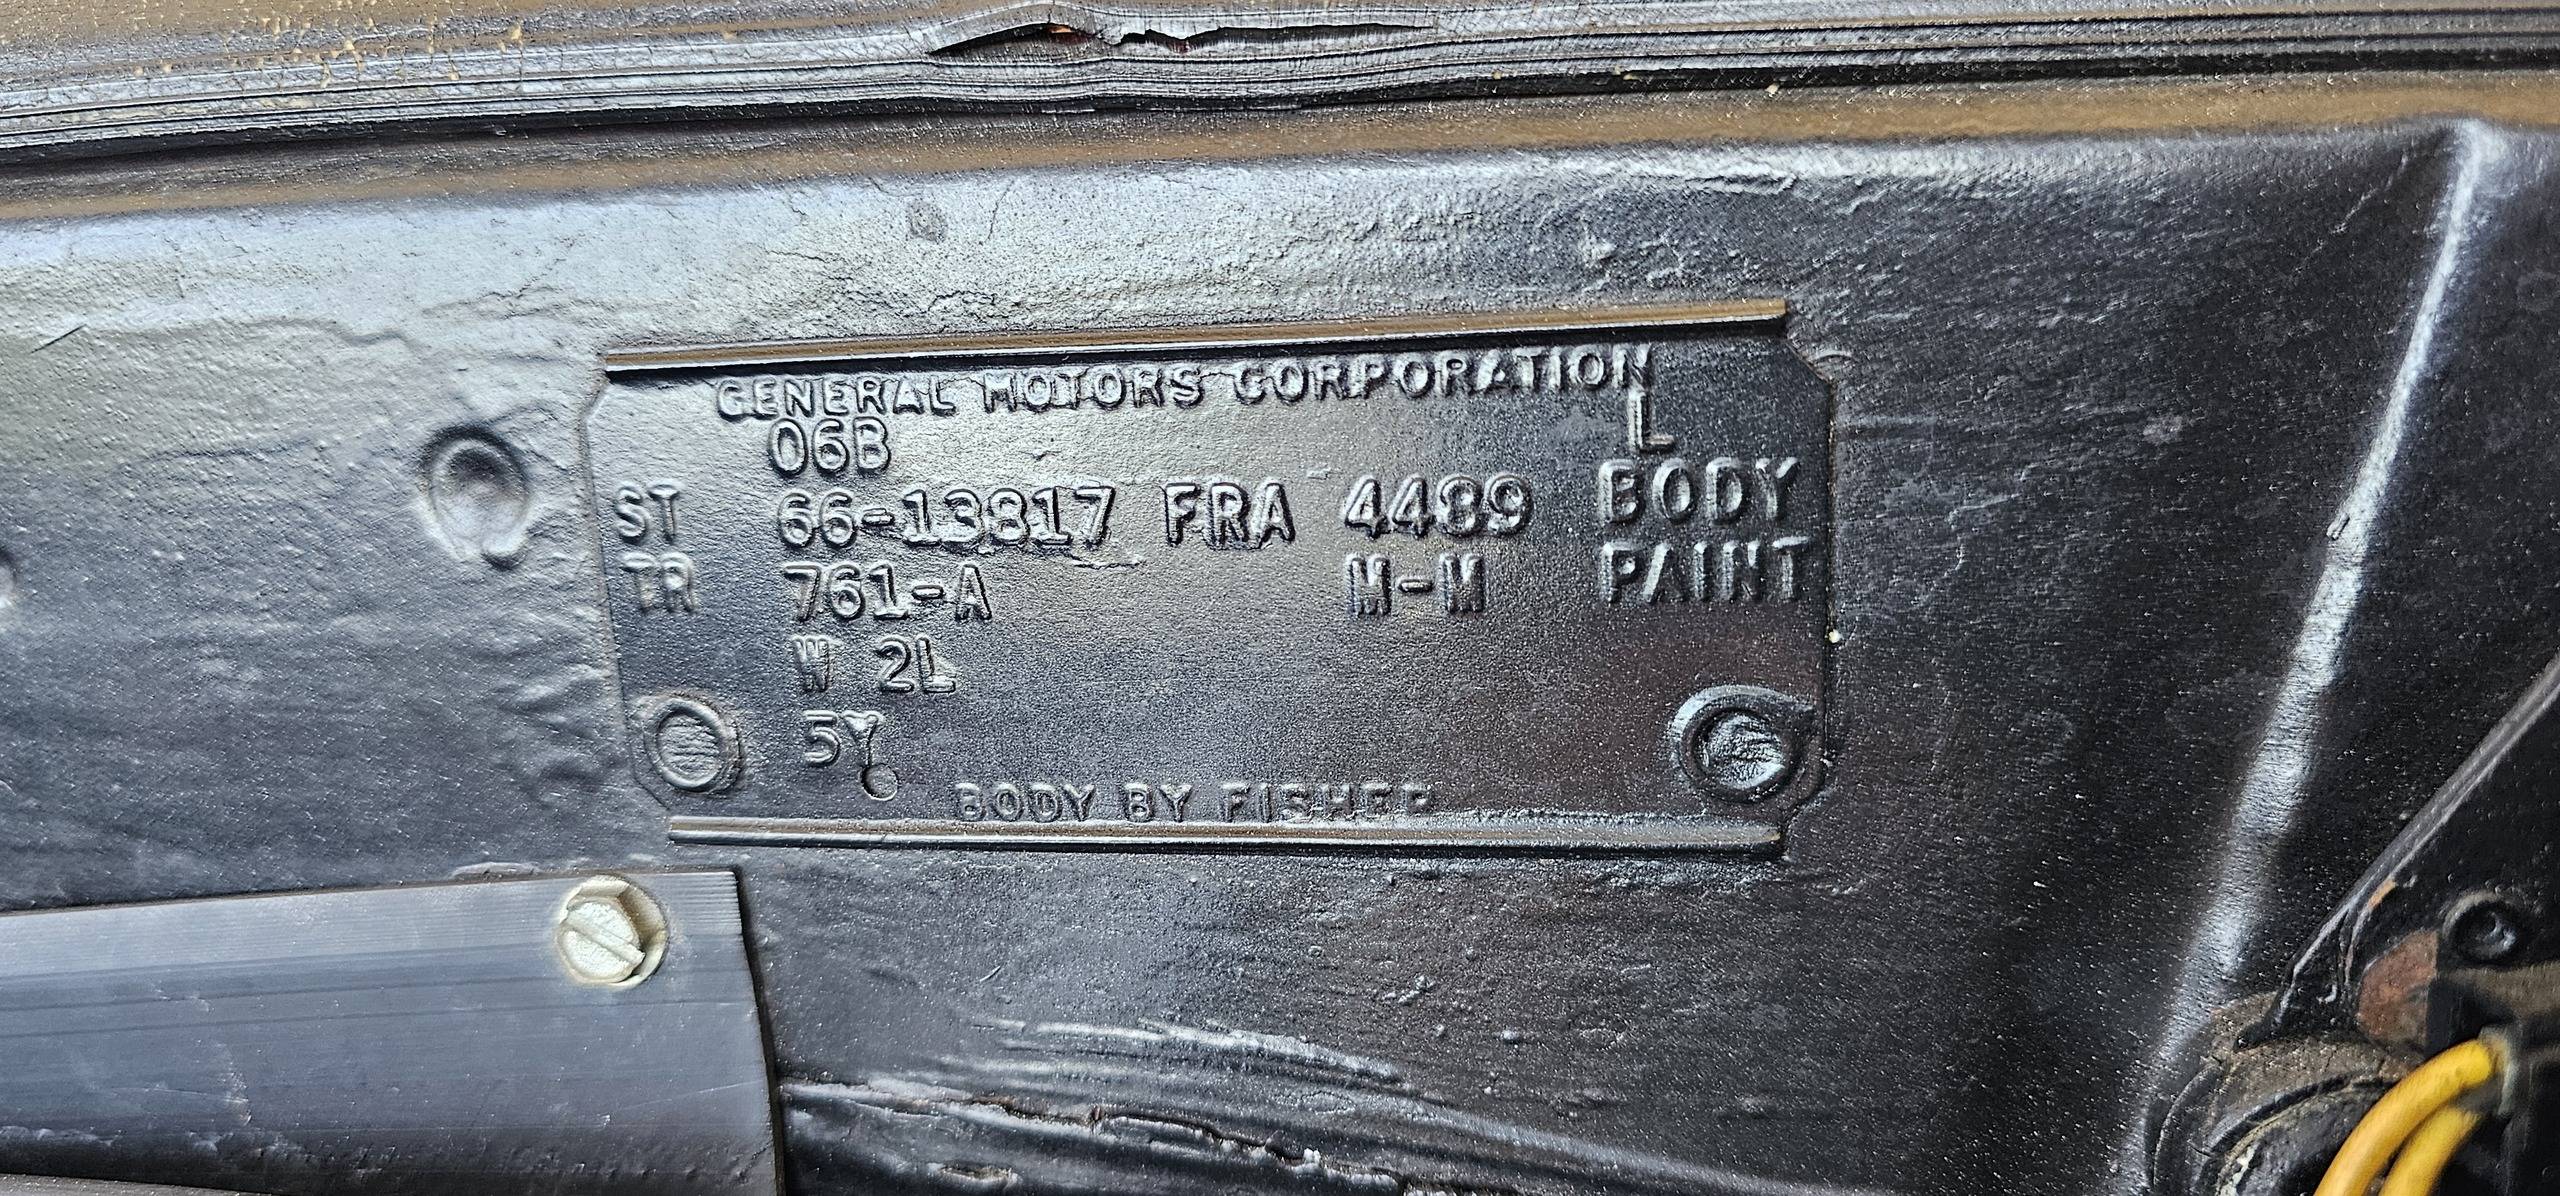 GENERAL MOTORS CORPORATION
06B L
ST 66-13817 FRA 4489 BODY
TR 761-A M-M PAINT
W 2L
5Y
BODY BY FISHER